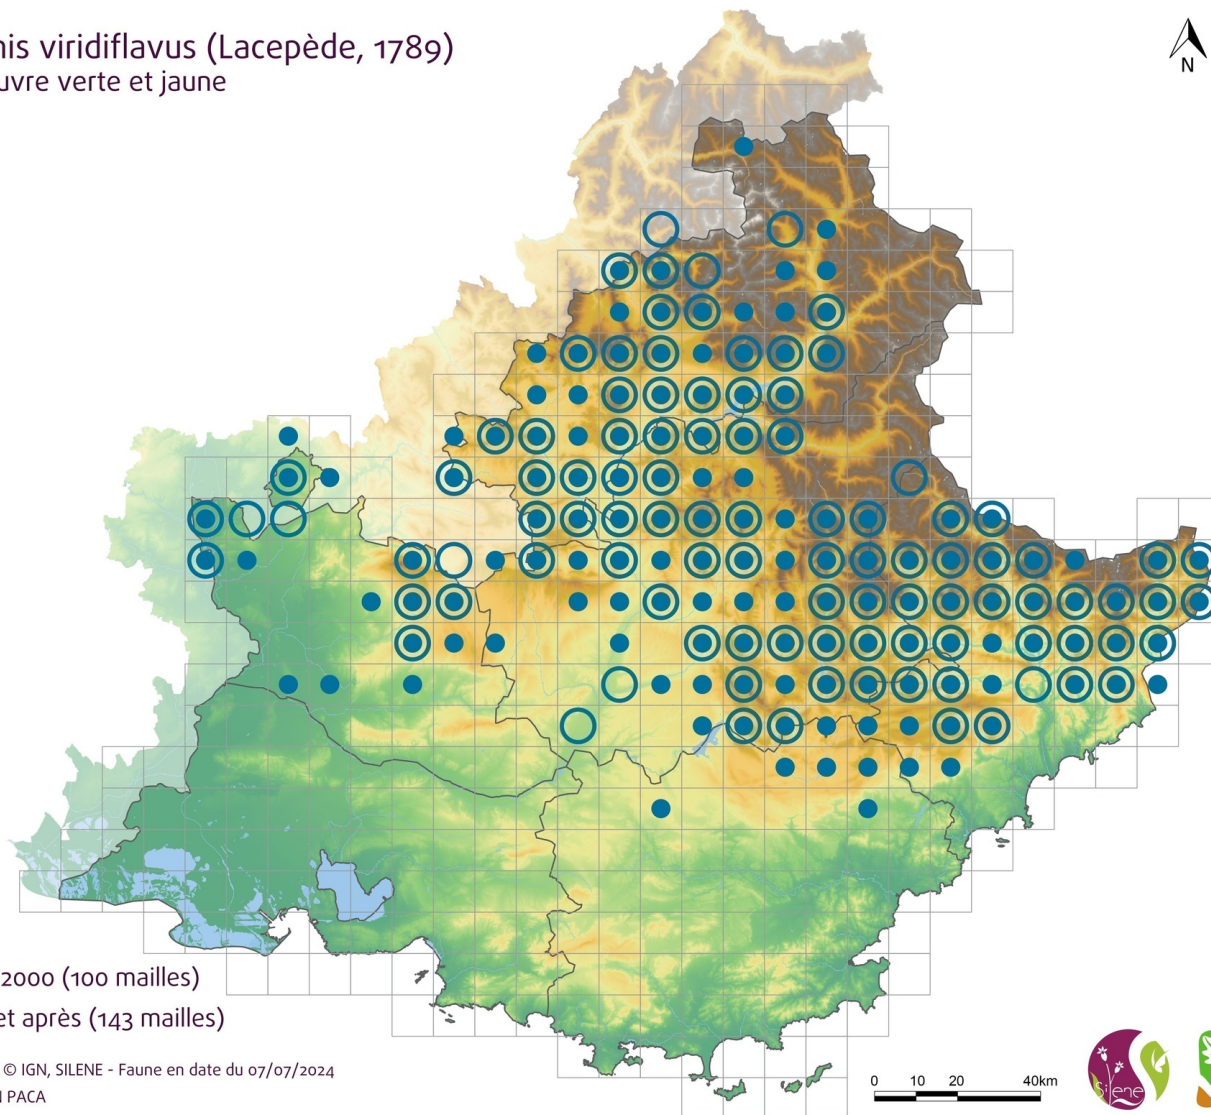 nis viridiflavus (Lacepède, 1789)
uvre verte et jaune
N
2000 (100 mailles)
et après (143 mailles)
© IGN, SILENE - Faune en date du 07/07/2024
N PACA
0 10 20 40km
Silene